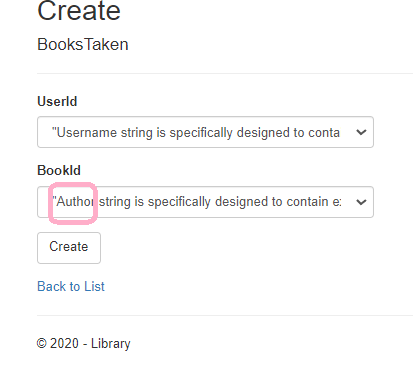 Create
BooksTaken
UserId
"Username string is specifically designed to conta
BookId
"Author string is specifically designed to contain e
Create
Back to List
© 2020 - Library